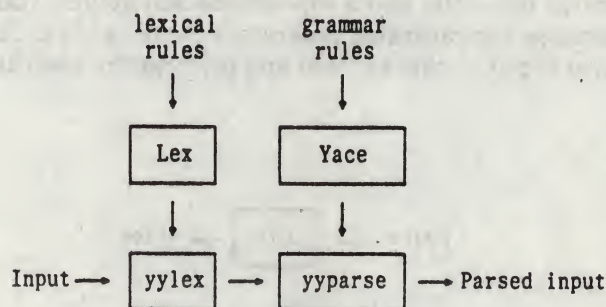 lexical grammar
rules rules
Lex Yace
Input yylex yyparse Parsed input